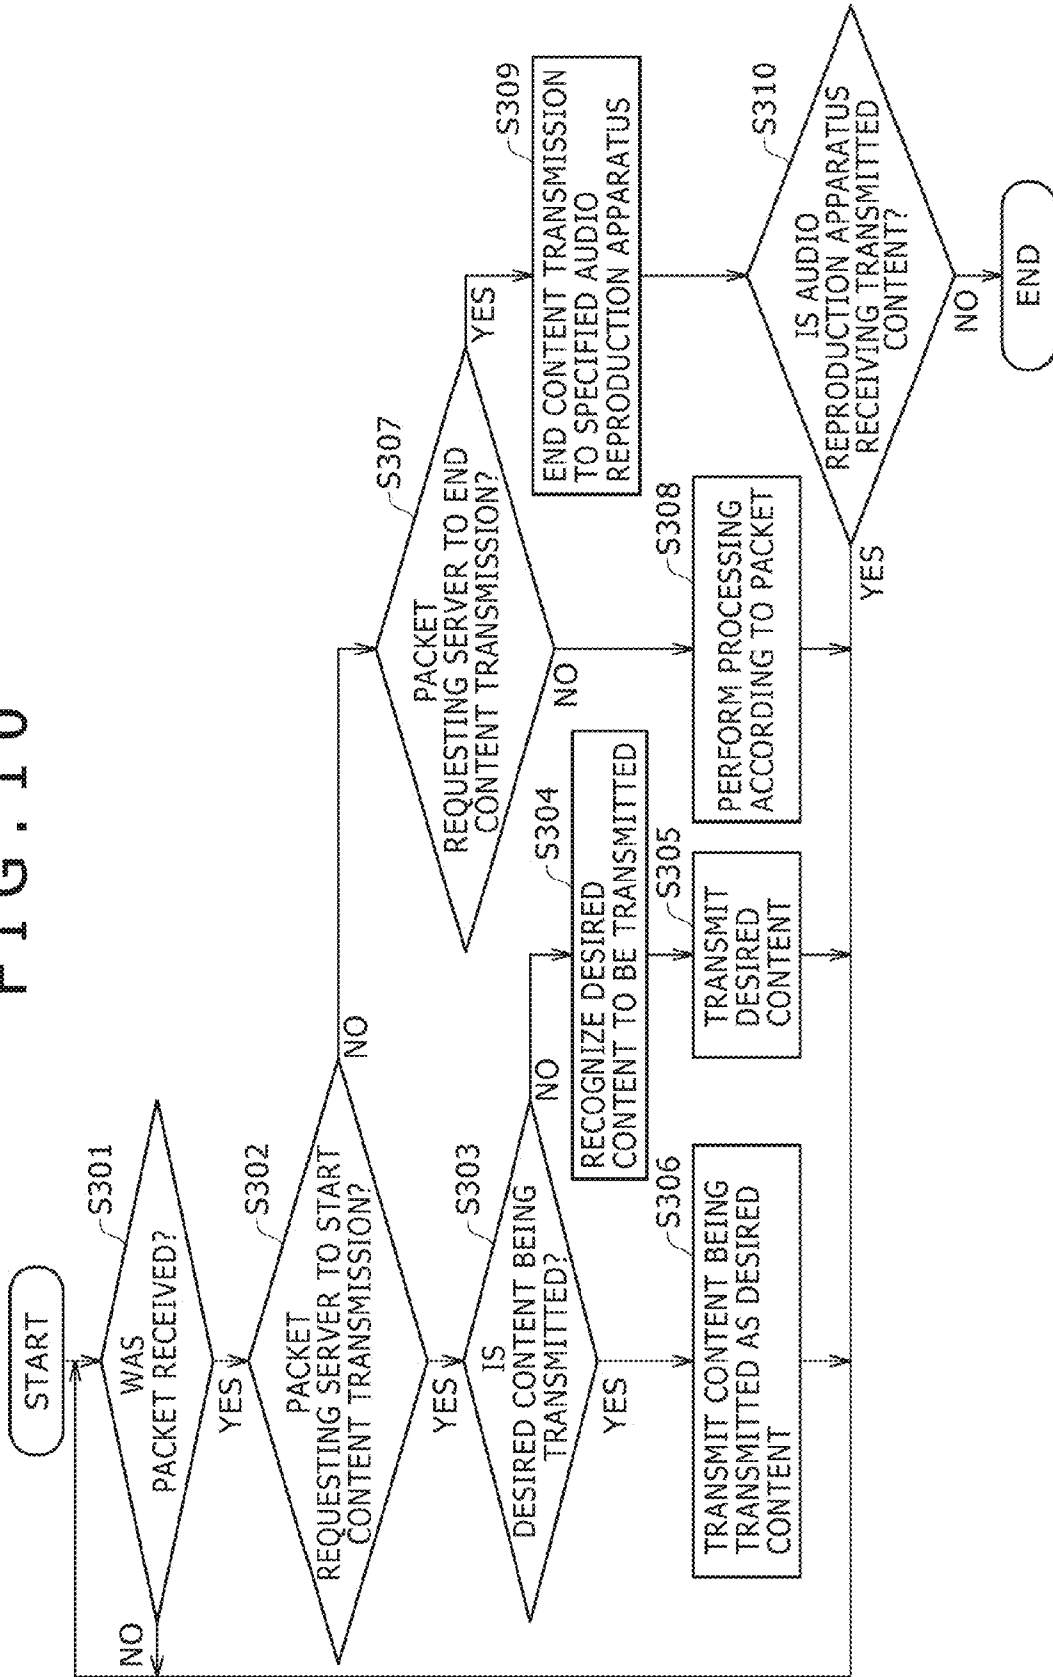 FIG.10
START
S301
WAS
PACKET RECEIVED?
NO
YES
S302
PACKET
REQUESTING SERVER TO START
CONTENT TRANSMISSION?
NO
YES
S303
IS
DESIRED CONTENT BEING
TRANSMITTED?
NO
YES
S304
RECOGNIZE DESIRED
CONTENT TO BE TRANSMITTED
S305
TRANSMIT
DESIRED
CONTENT
S306
TRANSMIT CONTENT BEING
TRANSMITTED AS DESIRED
CONTENT
S307
PACKET
REQUESTING SERVER TO END
CONTENT TRANSMISSION?
YES
NO
S308
PERFORM PROCESSING
ACCORDING TO PACKET
S309
END CONTENT TRANSMISSION
TO SPECIFIED AUDIO
REPRODUCTION APPARATUS
S310
IS AUDIO
REPRODUCTION APPARATUS
RECEIVING TRANSMITTED
CONTENT?
YES
NO
END